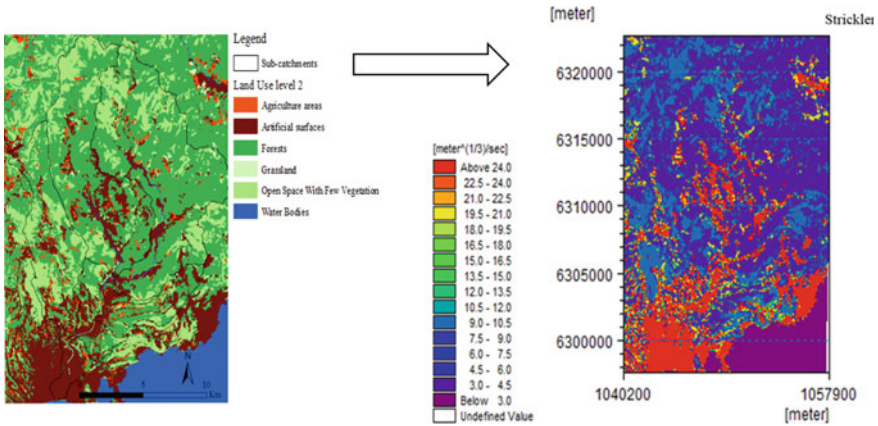 Legend
Sub-catchments
Land Use level 2
Agriculture areas
Artificial surfaces
Forests
Grassland
Open Space With Few Vegetation
Water Bodies
N
0 5 10
Km
[meter]
Strickler
6320000
6315000
6310000
6305000
6300000
1040200 1057900
[meter]
[meter^(1/3)/sec]
Above 24.0
22.5 - 24.0
21.0 - 22.5
19.5 - 21.0
18.0 - 19.5
16.5 - 18.0
15.0 - 16.5
13.5 - 15.0
12.0 - 13.5
10.5 - 12.0
9.0 - 10.5
7.5 - 9.0
6.0 - 7.5
4.5 - 6.0
3.0 - 4.5
Below 3.0
Undefined Value